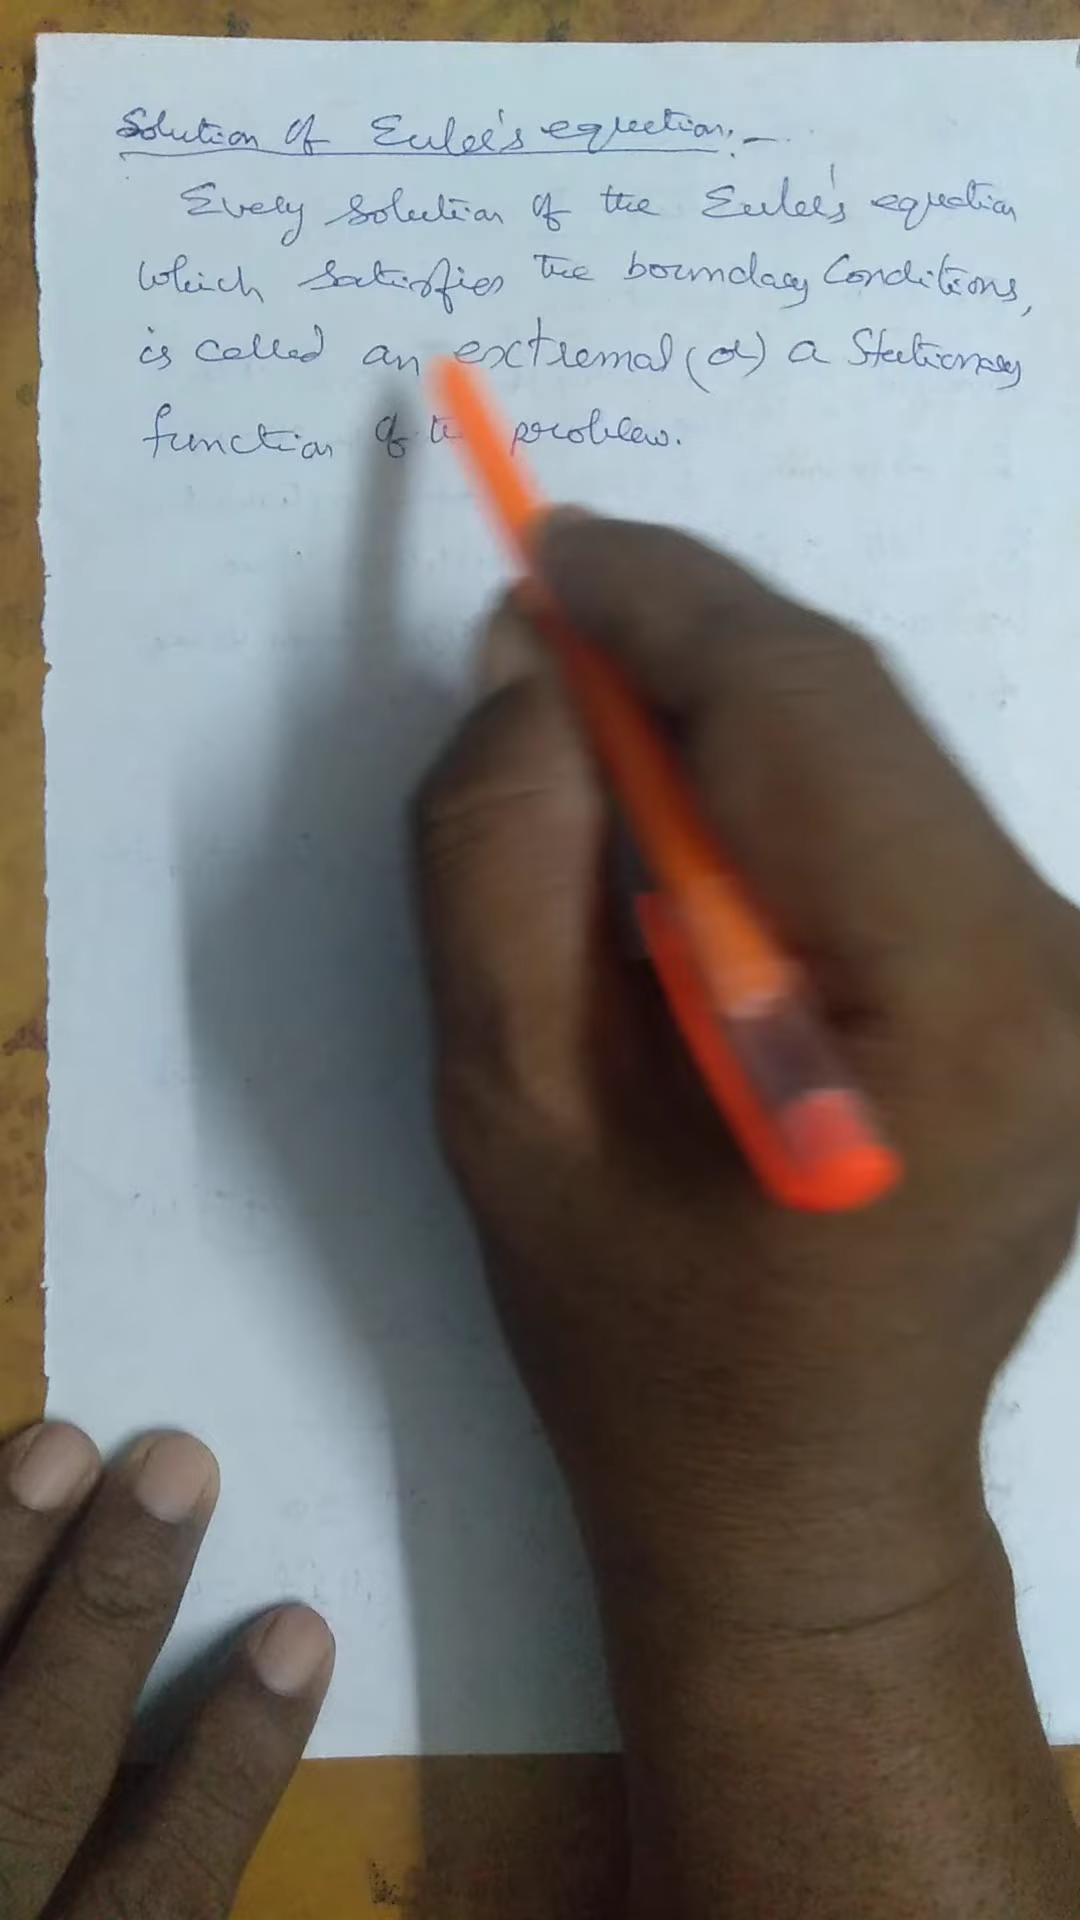 Solution of Euler's equation:-
Every solution of the Euler's equation
which satisfies the boundary Conditions,
is called an extremal (or) a Stationary
function of problem.